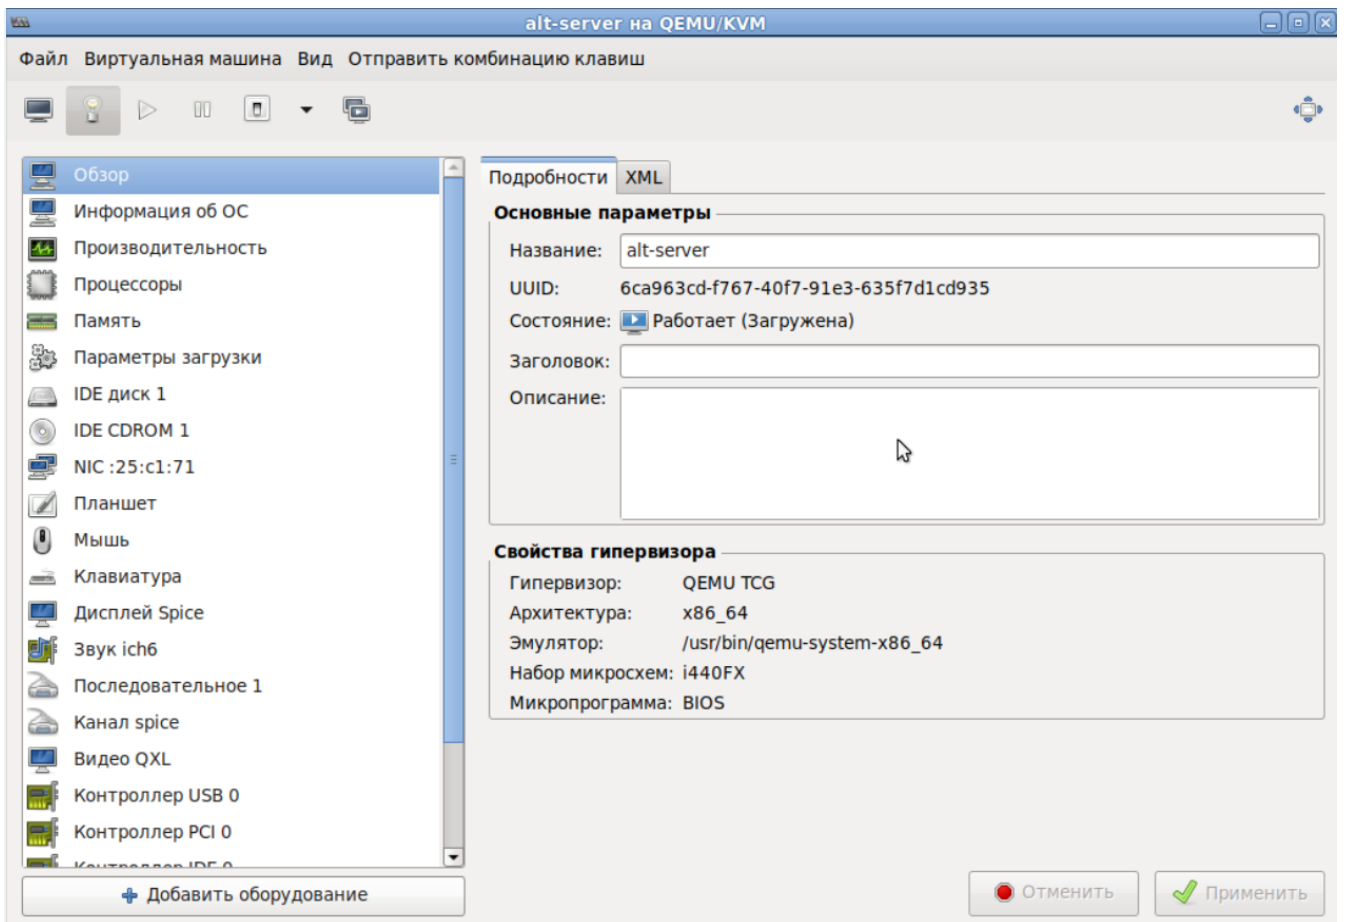 alt-server на QEMU/KVM
Файл Виртуальная машина Вид Отправить комбинацию клавиш
Обзор
Информация об ОС
Производительность
Процессоры
Память
Параметры загрузки
IDE диск 1
IDE CDROM 1
NIC :25:c1:71
Планшет
Мышь
Клавиатура
Дисплей Spice
Звук ich6
Последовательное 1
Канал spice
Видео QXL
Контроллер USB 0
Контроллер PCI 0
Контроллер IDE 0
Добавить оборудование
Подробности XML
Основные параметры
Название: alt-server
UUID: 6ca963cd-f767-40f7-91e3-635f7d1cd935
Состояние: Работает (Загружена)
Заголовок:
Описание:
Свойства гипервизора
Гипервизор: QEMU TCG
Архитектура: x86_64
Эмулятор: /usr/bin/qemu-system-x86_64
Набор микросхем: i440FX
Микропрограмма: BIOS
Отменить Применить